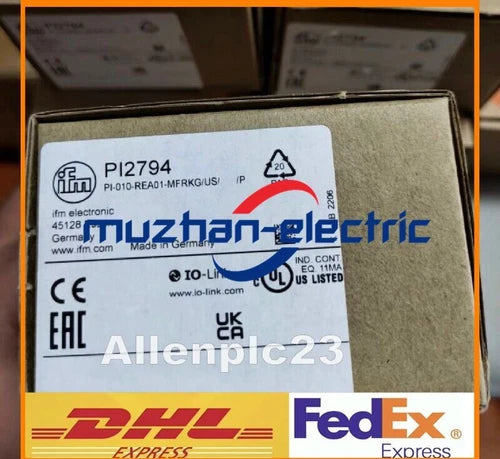 PI2794
ifm
PI2794
PI-010-REA01-MFRKG/US/ /P
20
ifm electronic
45128
Germany
www.ifm.com
Made in Germany
muzhan-electric
2206
IO-Link
www.io-link.com
IND. CONT
EQ. 11MA
C UL US LISTED
CE
EAC
UK
CA
Allenplc23
DHL
EXPRESS
FedEx®
Express